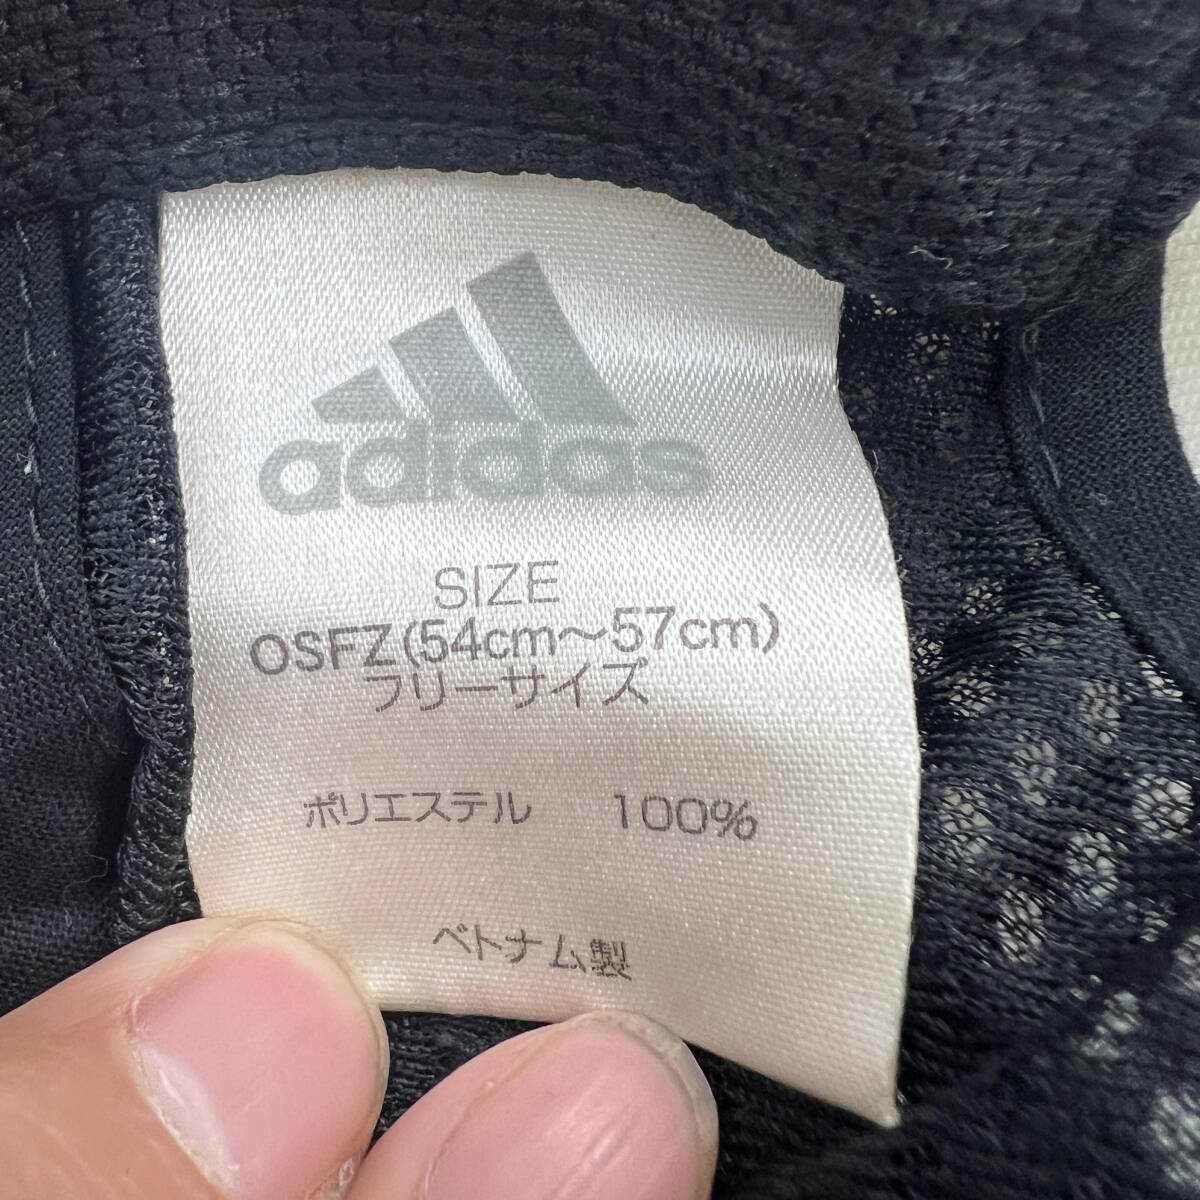 adidas
SIZE
OSFZ(54cm～57cm)
フリーサイズ
ポリエステル 100%
ベトナム製